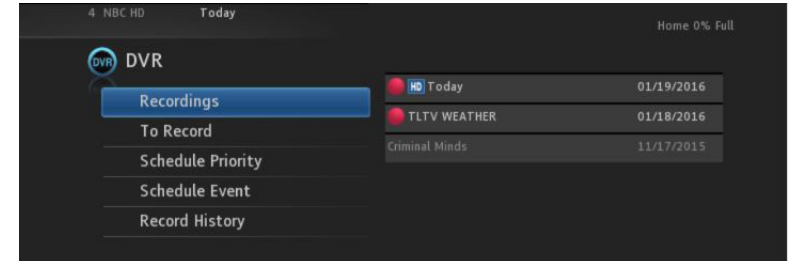 4 NBC HD Today
Home 0% Full
DVR DVR
Recordings
To Record
Schedule Priority
Schedule Event
Record History
HD Today 01/19/2016
TLTV WEATHER 01/18/2016
Criminal Minds 11/17/2015